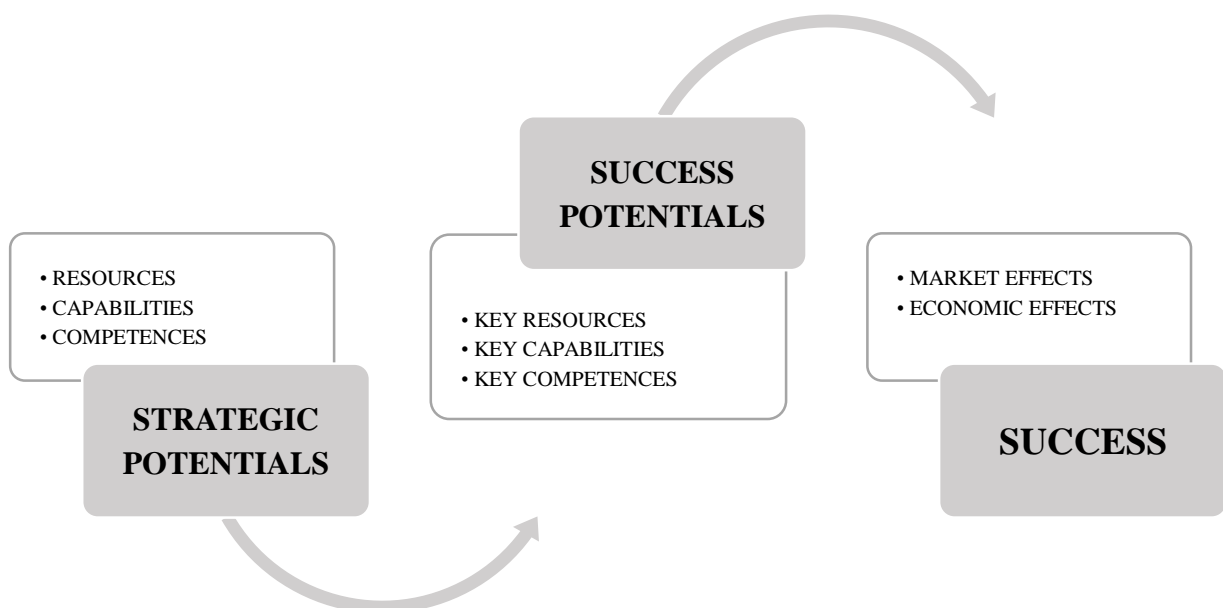 • RESOURCES
• CAPABILITIES
• COMPETENCES
STRATEGIC
POTENTIALS
SUCCESS
POTENTIALS
• KEY RESOURCES
• KEY CAPABILITIES
• KEY COMPETENCES
• MARKET EFFECTS
• ECONOMIC EFFECTS
SUCCESS